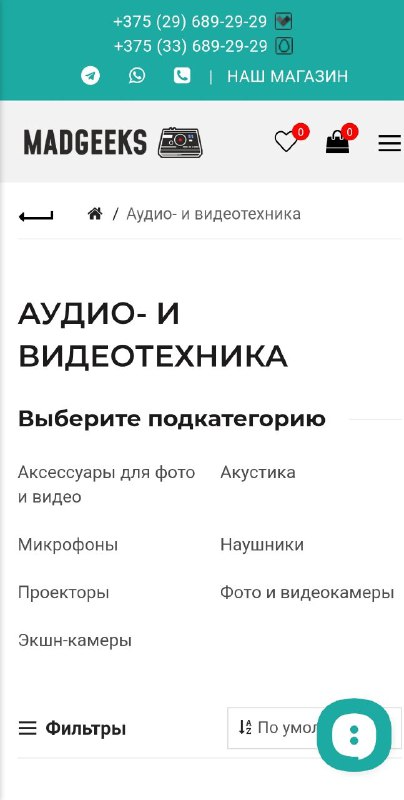 +375 (29) 689-29-29
+375 (33) 689-29-29
| НАШ МАГАЗИН
MADGEEKS
0
0
/ Аудио- и видеотехника
АУДИО- И
ВИДЕОТЕХНИКА
Выберите подкатегорию
Аксессуары для фото
и видео
Акустика
Микрофоны
Наушники
Проекторы
Фото и видеокамеры
Экшн-камеры
Фильтры
По умол